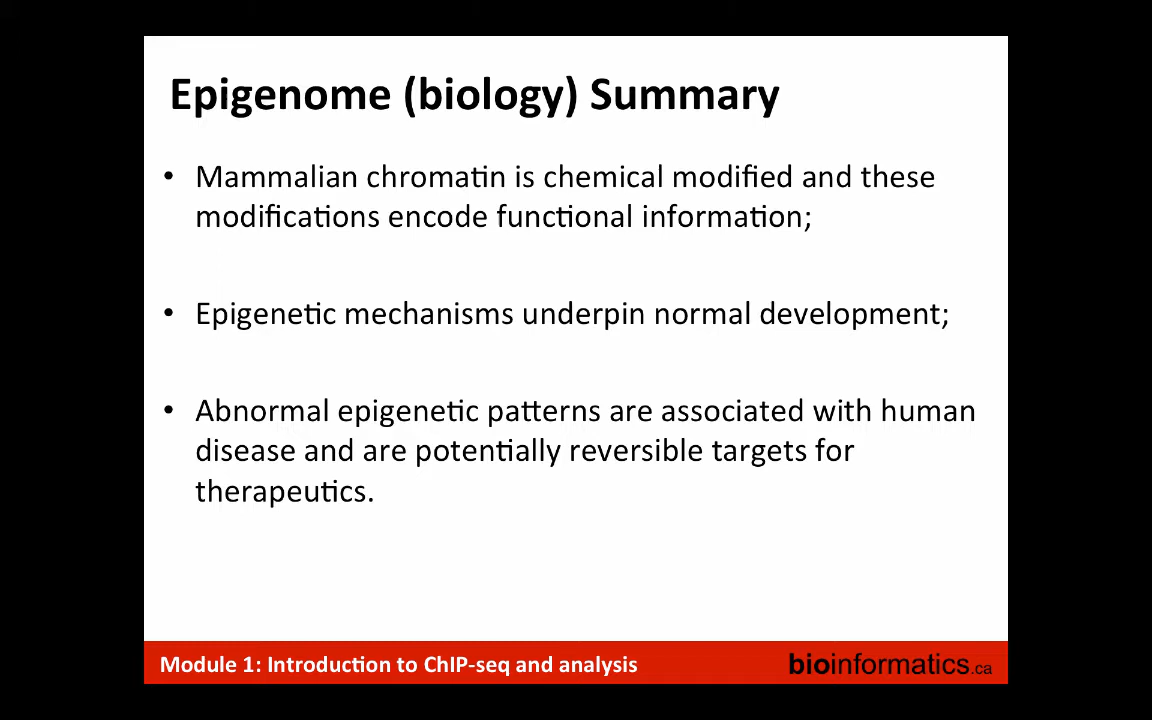 Epigenome (biology) Summary
• Mammalian chromatin is chemical modified and these
modifications encode functional information;
• Epigenetic mechanisms underpin normal development;
• Abnormal epigenetic patterns are associated with human
disease and are potentially reversible targets for
therapeutics.
Module 1: Introduction to ChIP-seq and analysis
bioinformatics.ca